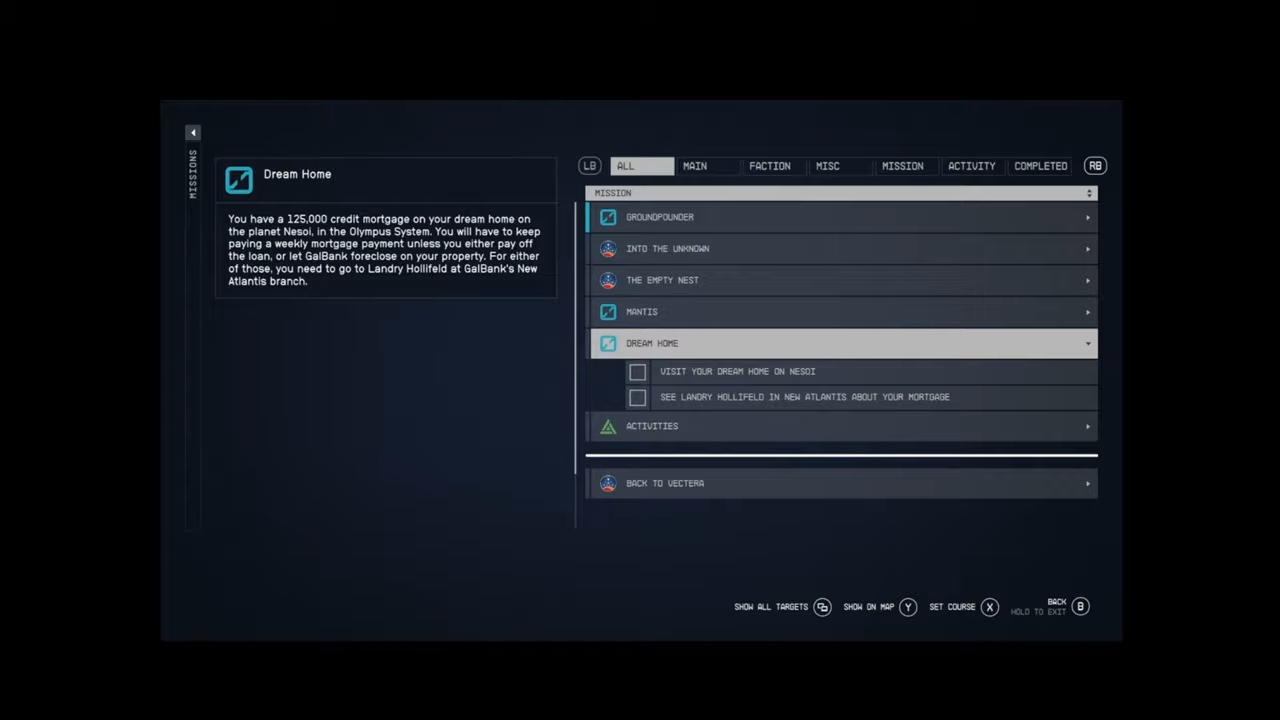 MISSIONS
Dream Home
You have a 125,000 credit mortgage on your dream home on
the planet Nesoi, in the Olympus System. You will have to keep
paying a weekly mortgage payment unless you either pay off
the loan, or let GalBank foreclose on your property. For either
of those, you need to go to Landry Hollifeld at GalBank's New
Atlantis branch.
LB ALL MAIN FACTION MISC MISSION ACTIVITY COMPLETED RB
MISSION
GROUNDPOUNDER
INTO THE UNKNOWN
THE EMPTY NEST
MANTIS
DREAM HOME
VISIT YOUR DREAM HOME ON NESOI
SEE LANDRY HOLLIFELD IN NEW ATLANTIS ABOUT YOUR MORTGAGE
ACTIVITIES
BACK TO VECTERA
SHOW ALL TARGETS SHOW ON MAP Y SET COURSE X BACK B
HOLD TO EXIT